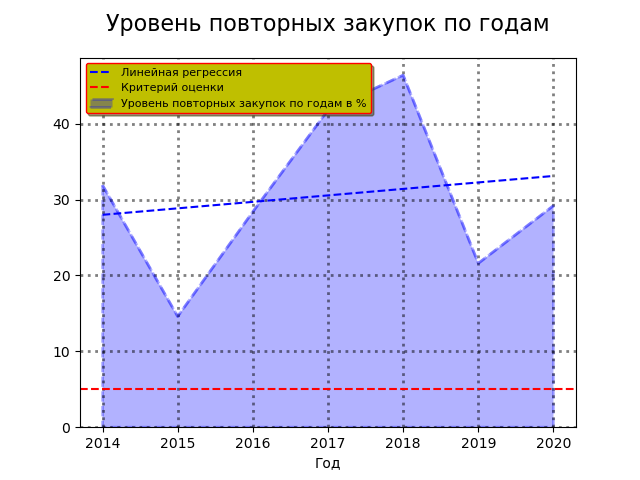 Уровень повторных закупок по годам
Линейная регрессия
Критерий оценки
Уровень повторных закупок по годам в %
40
30
20
10
0
2014 2015 2016 2017 2018 2019 2020
Год